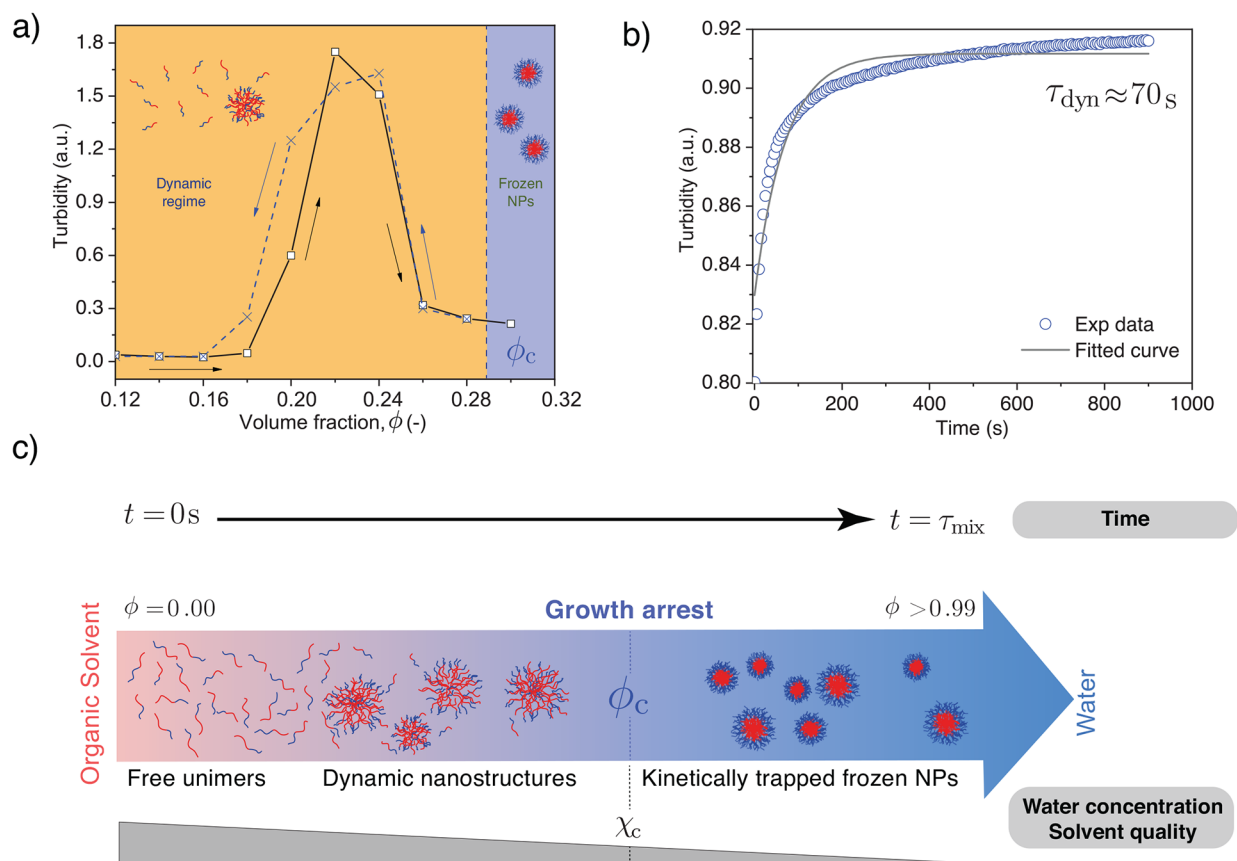 a)
Turbidity (a.u.)
1.8
1.5
1.2
0.9
0.6
0.3
0.0
Dynamic
regime
Frozen
NPs
ϕc
0.12
0.16
0.20
0.24
0.28
0.32
Volume fraction, ϕ (-)
b)
Turbidity (a.u.)
0.92
0.90
0.88
0.86
0.84
0.82
0.80
τdyn ≈ 70 s
Exp data
Fitted curve
0
200
400
600
800
1000
Time (s)
c)
t = 0 s
t = τmix
Time
Organic Solvent
ϕ = 0.00
Growth arrest
ϕ > 0.99
ϕc
Water
Free unimers
Dynamic nanostructures
Kinetically trapped frozen NPs
χc
Water concentration
Solvent quality